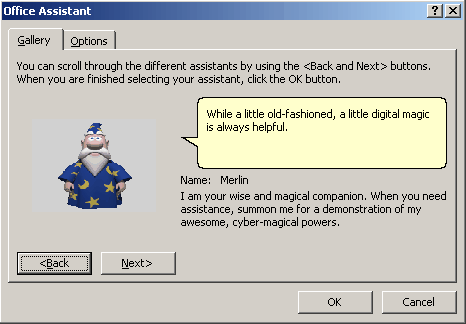 Office Assistant
Gallery
Options
You can scroll through the different assistants by using the <Back and Next> buttons.
When you are finished selecting your assistant, click the OK button.
While a little old-fashioned, a little digital magic
is always helpful.
Name: Merlin
I am your wise and magical companion. When you need
assistance, summon me for a demonstration of my
awesome, cyber-magical powers.
<Back
Next>
OK
Cancel